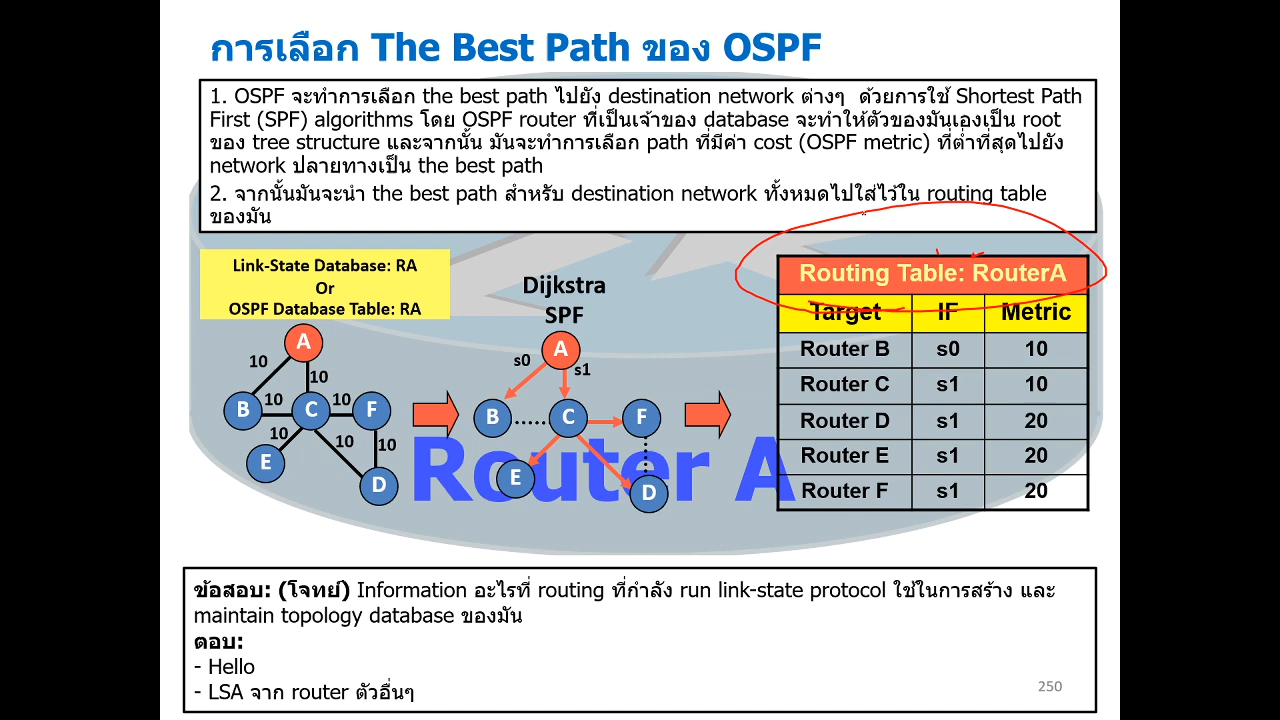 การเลือก The Best Path ของ OSPF
1. OSPF จะทำการเลือก the best path ไปยัง destination network ต่างๆ ด้วยการใช้ Shortest Path
First (SPF) algorithms โดย OSPF router ที่เป็นเจ้าของ database จะทำให้ตัวของมันเองเป็น root
ของ tree structure และจากนั้น มันจะทำการเลือก path ที่มีค่า cost (OSPF metric) ที่ต่ำที่สุดไปยัง
network ปลายทางเป็น the best path
2. จากนั้นมันจะนำ the best path สำหรับ destination network ทั้งหมดไปใส่ไว้ใน routing table
ของมัน
Link-State Database: RA
Or
OSPF Database Table: RA
A
10
10
B
10
C
10
F
10
10
10
E
D
Dijkstra
SPF
A
s0
s1
B
C
F
E
D
Router A
Routing Table: RouterA
Target IF Metric
Router B s0 10
Router C s1 10
Router D s1 20
Router E s1 20
Router F s1 20
ข้อสอบ: (โจทย์) Information อะไรที่ routing ที่กำลัง run link-state protocol ใช้ในการสร้าง และ
maintain topology database ของมัน
ตอบ:
- Hello
- LSA จาก router ตัวอื่นๆ
250